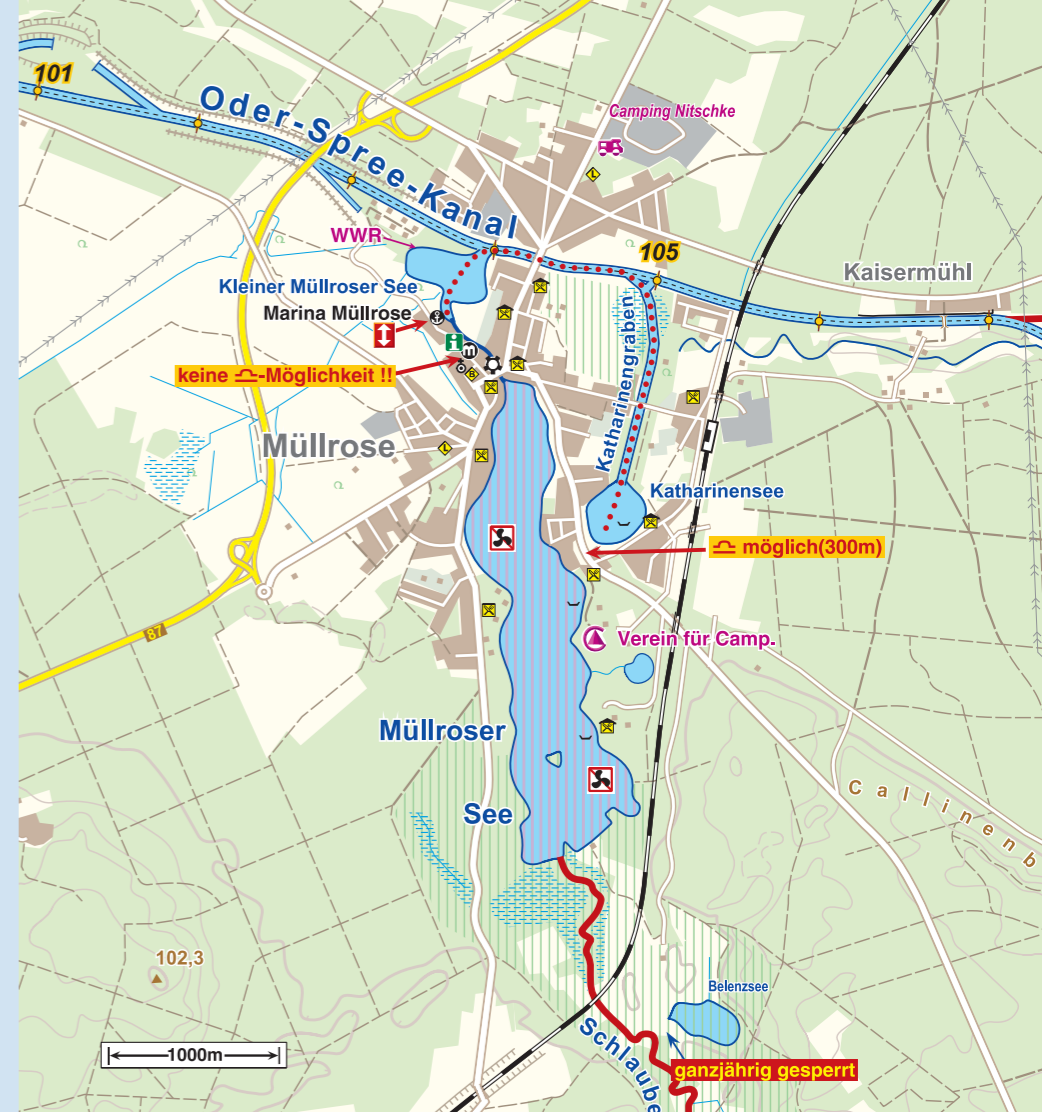 101
Oder-Spree-Kanal
Camping Nitschke
L
WWR
105
Kaisermühl
Kleiner Müllroser See
Marina Müllrose
i
m
keine ♎-Möglichkeit !!
B
Katharinengraben
Müllrose
L
Katharinensee
♎ möglich(300m)
87
Verein für Camp.
Müllroser
See
Callinenb
102,3
Belenzsee
Schlaube
1000m
ganzjährig gesperrt